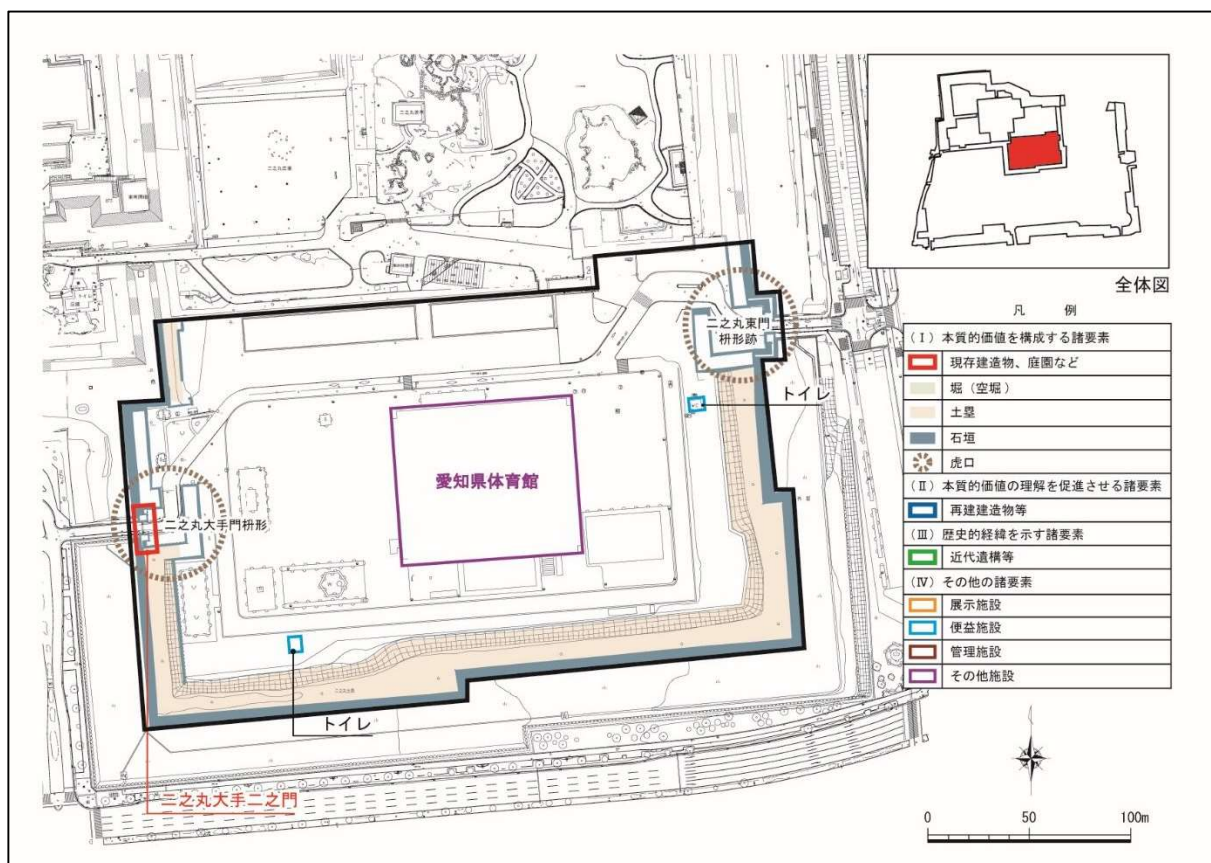 全体図
凡 例
(Ⅰ) 本質的価値を構成する諸要素
現存建造物、庭園など
堀（空堀）
土塁
石垣
虎口
(Ⅱ) 本質的価値の理解を促進させる諸要素
再建建造物等
(Ⅲ) 歴史的経緯を示す諸要素
近代遺構等
(Ⅳ) その他の諸要素
展示施設
便益施設
管理施設
その他施設
二之丸東門
枡形跡
トイレ
愛知県体育館
二之丸大手門枡形
トイレ
二之丸大手二之門
0 50 100m